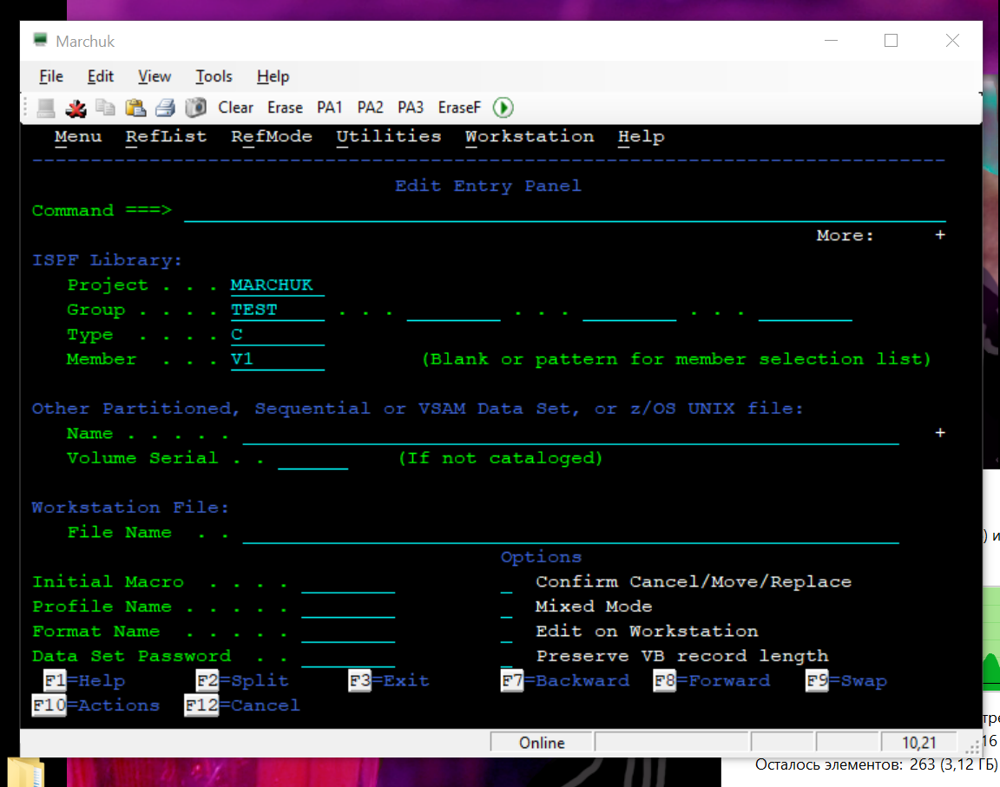 Marchuk
File Edit View Tools Help
Clear Erase PA1 PA2 PA3 EraseF
Menu RefList RefMode Utilities Workstation Help
------------------------------------------------------------------------------
Edit Entry Panel
Command ===>
More: +
ISPF Library:
Project . . . MARCHUK
Group . . . . TEST . . . . . . . . .
Type . . . . C
Member . . . V1 (Blank or pattern for member selection list)
Other Partitioned, Sequential or VSAM Data Set, or z/OS UNIX file:
Name . . . . . +
Volume Serial . . (If not cataloged)
Workstation File:
File Name . .
Options
Initial Macro . . . . Confirm Cancel/Move/Replace
Profile Name . . . . . Mixed Mode
Format Name . . . . . Edit on Workstation
Data Set Password . . Preserve VB record length
F1=Help F2=Split F3=Exit F7=Backward F8=Forward F9=Swap
F10=Actions F12=Cancel
Online 10,21
) и
16
Осталось элементов: 263 (3,12 ГБ)